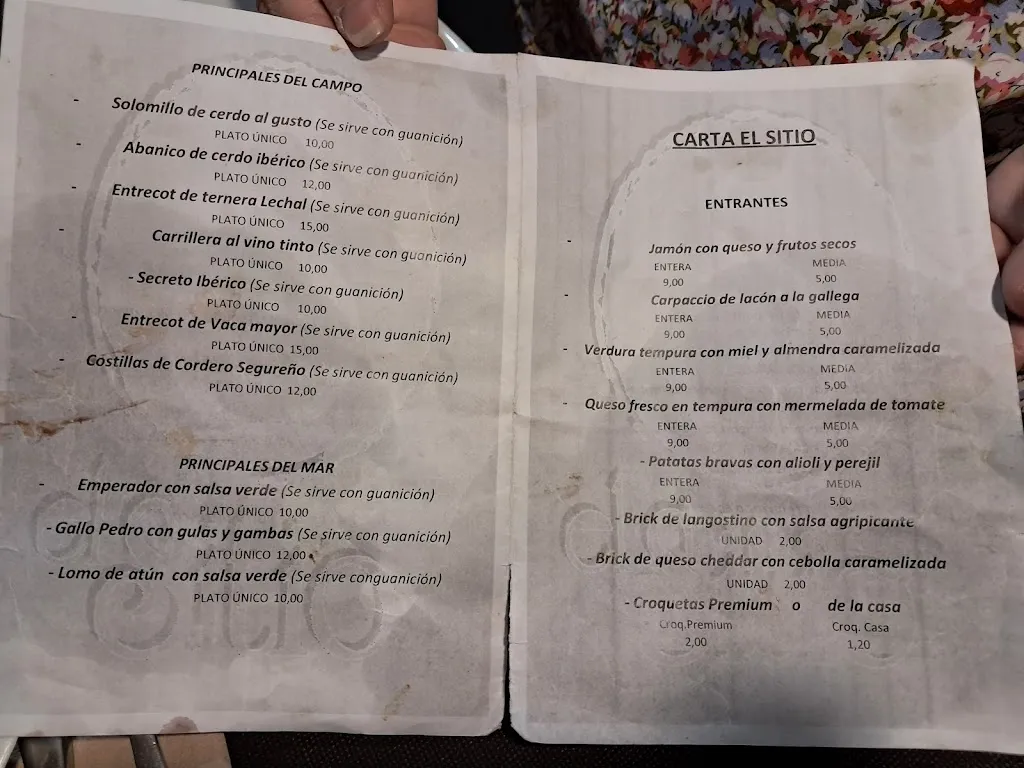 PRINCIPALES DEL CAMPO
- Solomillo de cerdo al gusto (Se sirve con guanición)
PLATO ÚNICO 10,00
- Abanico de cerdo ibérico (Se sirve con guanición)
PLATO ÚNICO 12,00
- Entrecot de ternera Lechal (Se sirve con guanición)
PLATO ÚNICO 15,00
- Carrillera al vino tinto (Se sirve con guanición)
PLATO ÚNICO 10,00
- Secreto Ibérico (Se sirve con guanición)
PLATO ÚNICO 10,00
- Entrecot de Vaca mayor (Se sirve con guanición)
PLATO ÚNICO 15,00
- Costillas de Cordero Segureño (Se sirve con guanición)
PLATO ÚNICO 12,00
PRINCIPALES DEL MAR
- Emperador con salsa verde (Se sirve con guanición)
PLATO ÚNICO 10,00
- Gallo Pedro con gulas y gambas (Se sirve con guanición)
PLATO ÚNICO 12,00
- Lomo de atún con salsa verde (Se sirve conguanición)
PLATO ÚNICO 10,00
CARTA EL SITIO
ENTRANTES
- Jamón con queso y frutos secos
ENTERA MEDIA
9,00 5,00
- Carpaccio de lacón a la gallega
ENTERA MEDIA
9,00 5,00
- Verdura tempura con miel y almendra caramelizada
ENTERA MEDIA
9,00 5,00
- Queso fresco en tempura con mermelada de tomate
ENTERA MEDIA
9,00 5,00
- Patatas bravas con alioli y perejil
ENTERA MEDIA
9,00 5,00
- Brick de langostino con salsa agripicante
UNIDAD 2,00
- Brick de queso cheddar con cebolla caramelizada
UNIDAD 2,00
- Croquetas Premium o de la casa
Croq.Premium Croq. Casa
2,00 1,20